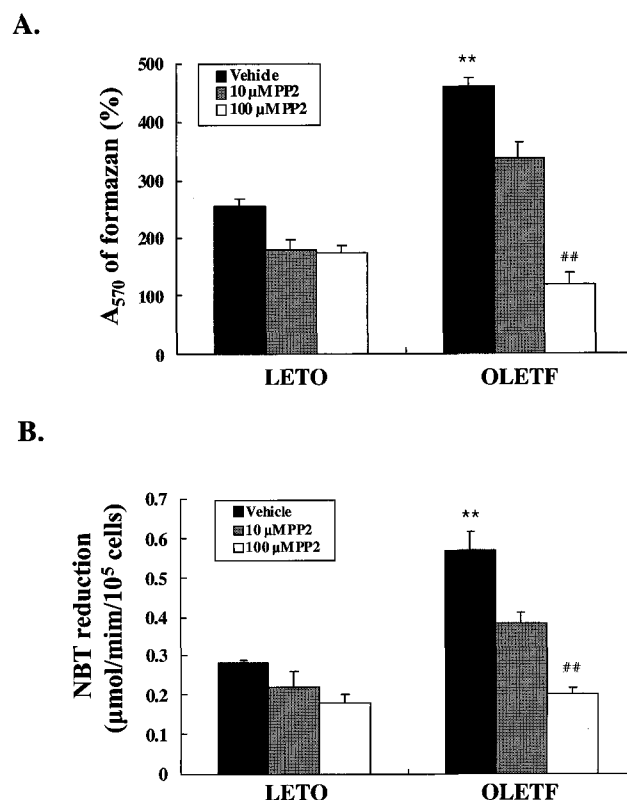 A.
A570 of formazan (%)
500
400
300
200
100
0
Vehicle
10 µM PP2
100 µM PP2
**
##
LETO
OLETF
B.
NBT reduction
(µmol/mim/10⁵ cells)
0.7
0.6
0.5
0.4
0.3
0.2
0.1
0
Vehicle
10 µM PP2
100 µM PP2
**
##
LETO
OLETF